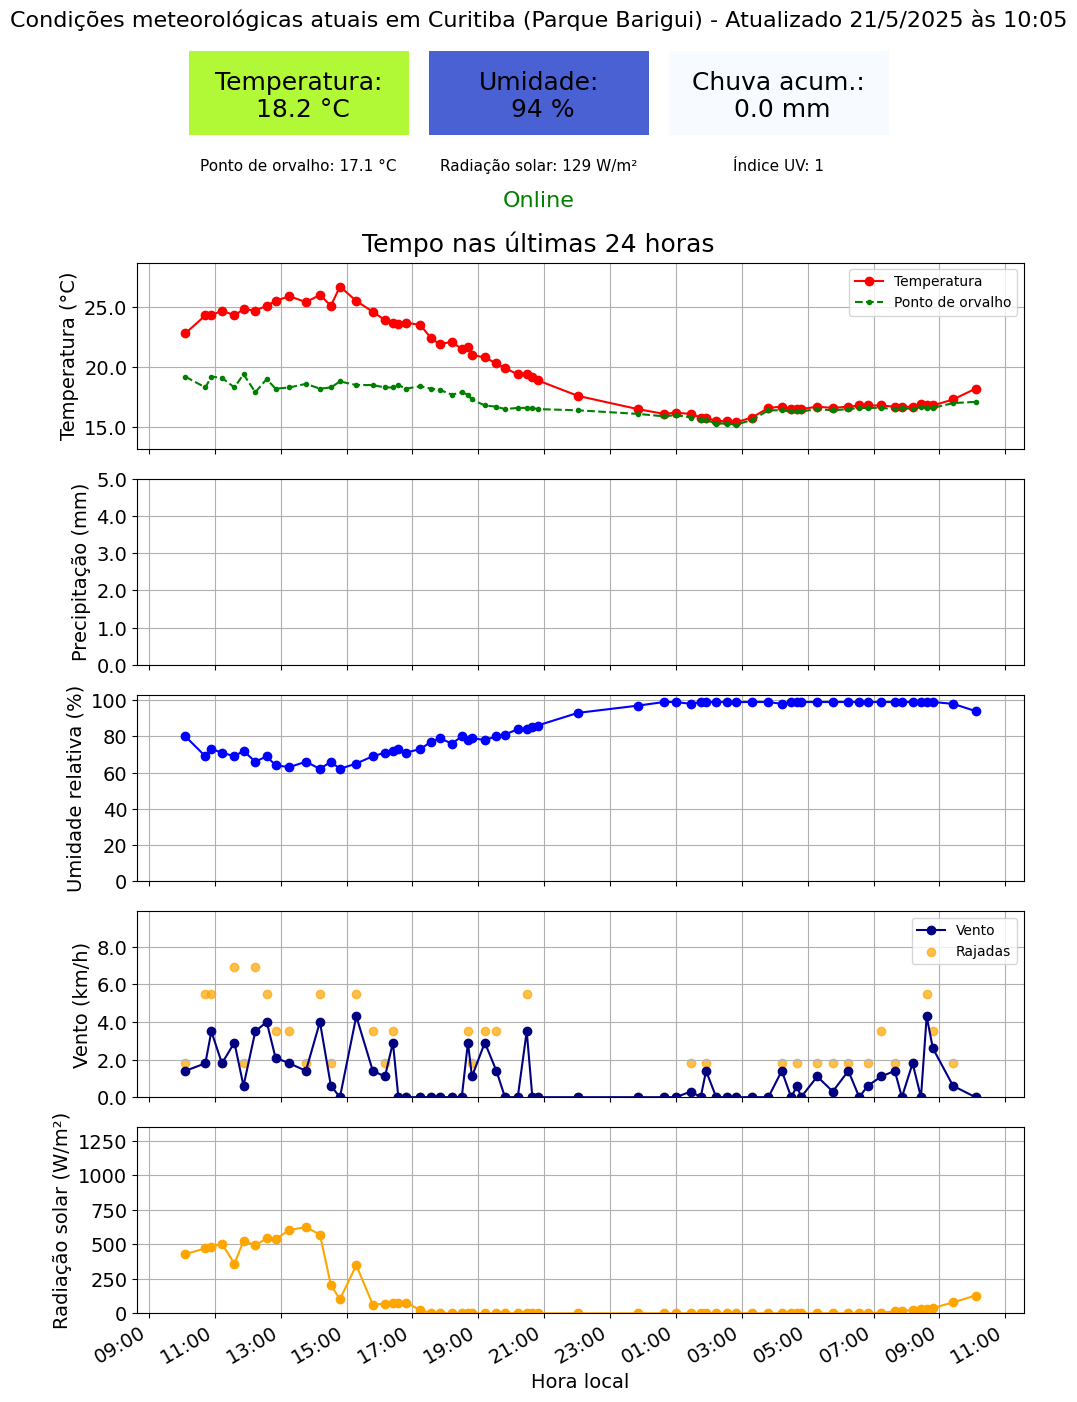 Condições meteorológicas atuais em Curitiba (Parque Barigui) - Atualizado 21/5/2025 às 10:05
Temperatura:
18.2 °C
Umidade:
94 %
Chuva acum.:
0.0 mm
Ponto de orvalho: 17.1 °C
Radiação solar: 129 W/m²
Índice UV: 1
Online
Tempo nas últimas 24 horas
Temperatura (°C)
25.0
20.0
15.0
Temperatura
Ponto de orvalho
Precipitação (mm)
5.0
4.0
3.0
2.0
1.0
0.0
Umidade relativa (%)
100
80
60
40
20
0
Vento (km/h)
8.0
6.0
4.0
2.0
0.0
Vento
Rajadas
Radiação solar (W/m²)
1250
1000
750
500
250
0
09:00
11:00
13:00
15:00
17:00
19:00
21:00
23:00
01:00
03:00
05:00
07:00
09:00
11:00
Hora local